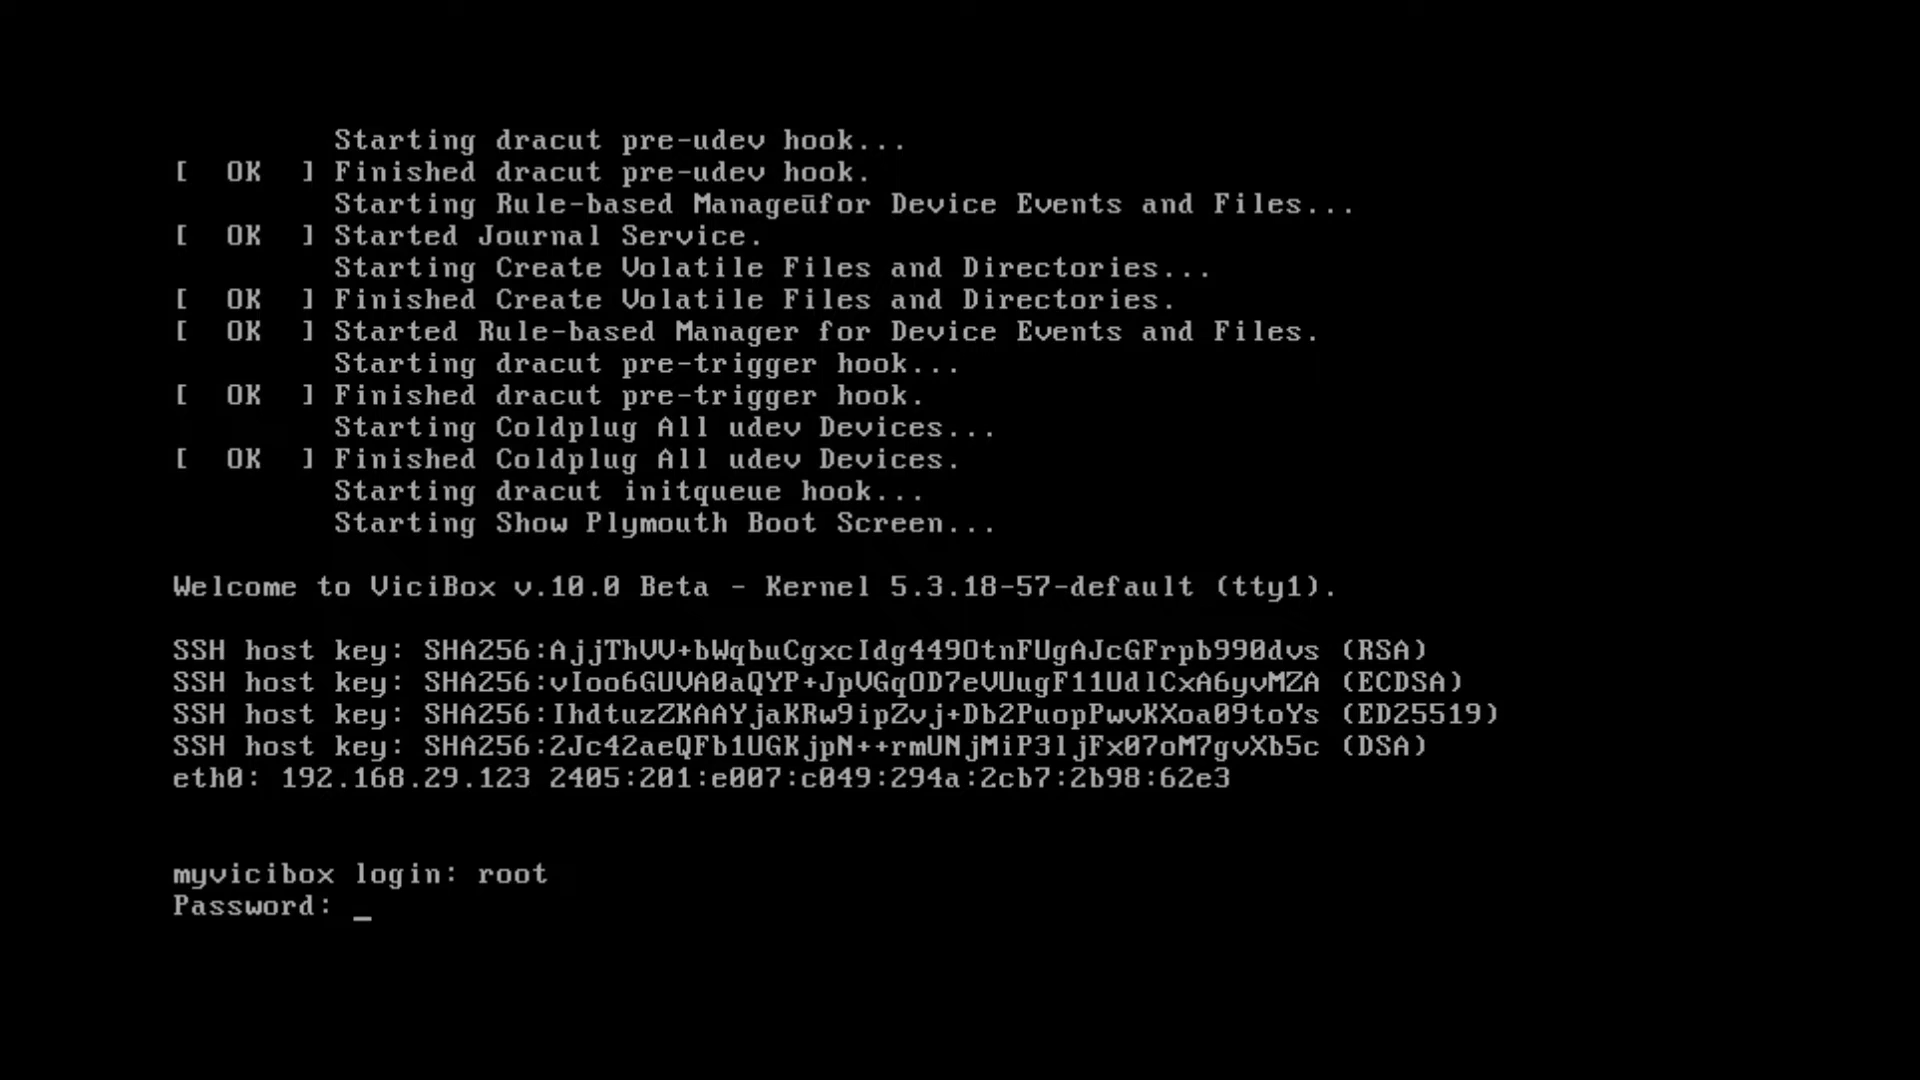 Starting dracut pre-udev hook...
[  OK  ] Finished dracut pre-udev hook.
Starting Rule-based Manageūfor Device Events and Files...
[  OK  ] Started Journal Service.
Starting Create Volatile Files and Directories...
[  OK  ] Finished Create Volatile Files and Directories.
[  OK  ] Started Rule-based Manager for Device Events and Files.
Starting dracut pre-trigger hook...
[  OK  ] Finished dracut pre-trigger hook.
Starting Coldplug All udev Devices...
[  OK  ] Finished Coldplug All udev Devices.
Starting dracut initqueue hook...
Starting Show Plymouth Boot Screen...
Welcome to ViciBox v.10.0 Beta - Kernel 5.3.18-57-default (tty1).
SSH host key: SHA256:AjjThVV+bWqbuCgxcIdg449OtnFUgAJcGFrpb990dvs (RSA)
SSH host key: SHA256:vIoo6GUVA0aQYP+JpVGqOD7eVUugF11UdlCxA6yvMZA (ECDSA)
SSH host key: SHA256:IhdtuzZKAAYjaKRw9ipZvj+Db2PuopPwvKXoa09toYs (ED25519)
SSH host key: SHA256:2Jc42aeQFb1UGKjpN++rmUNjMiP3ljFx07oM7gvXb5c (DSA)
eth0: 192.168.29.123 2405:201:e007:c049:294a:2cb7:2b98:62e3
myvicibox login: root
Password: _